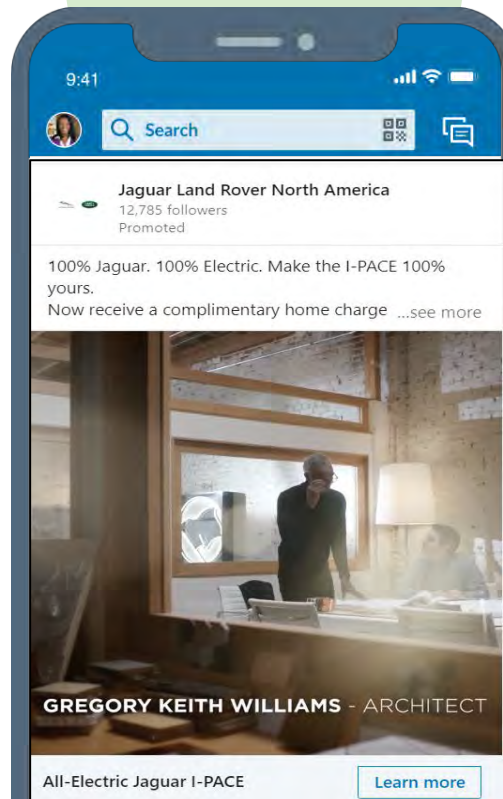 9:41
Search
Jaguar Land Rover North America
12,785 followers
Promoted
100% Jaguar. 100% Electric. Make the I-PACE 100%
yours.
Now receive a complimentary home charge ...see more
GREGORY KEITH WILLIAMS - ARCHITECT
All-Electric Jaguar I-PACE
Learn more